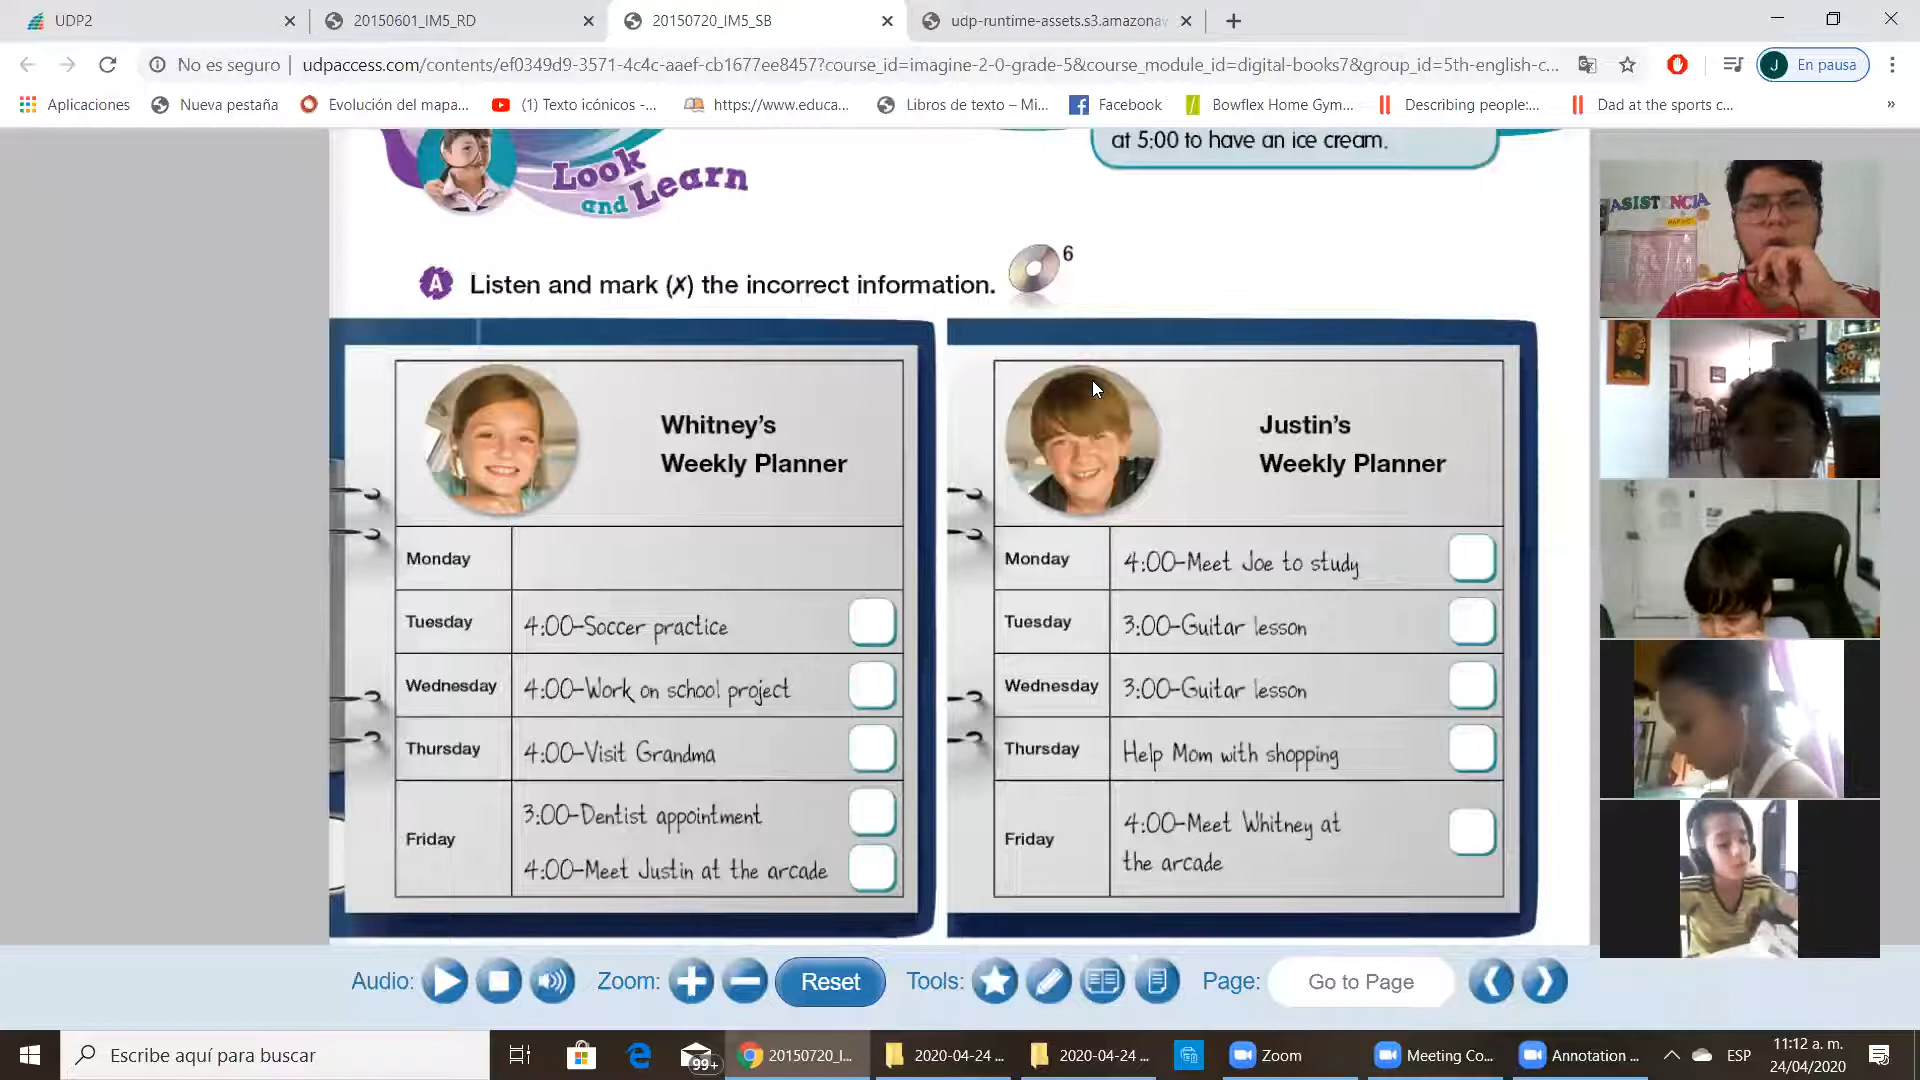 UDP2
20150601_IM5_RD
20150720_IM5_SB
udp-runtime-assets.s3.amazonav
No es seguro
udpaccess.com/contents/ef0349d9-3571-4c4c-aaef-cb1677ee8457?course_id=imagine-2-0-grade-5&course_module_id=digital-books7&group_id=5th-english-c...
J En pausa
Aplicaciones
Nueva pestaña
Evolución del mapa...
(1) Texto icónicos -...
https://www.educa...
Libros de texto – Mi...
Facebook
Bowflex Home Gym...
Describing people:...
Dad at the sports c...
»
at 5:00 to have an ice cream.
Look
and Learn
A Listen and mark (✗) the incorrect information. 6
Whitney's
Weekly Planner
Monday
Tuesday 4:00-Soccer practice
Wednesday 4:00-Work on school project
Thursday 4:00-Visit Grandma
Friday
3:00-Dentist appointment
4:00-Meet Justin at the arcade
Justin's
Weekly Planner
Monday 4:00-Meet Joe to study
Tuesday 3:00-Guitar lesson
Wednesday 3:00-Guitar lesson
Thursday Help Mom with shopping
Friday
4:00-Meet Whitney at
the arcade
ASIST NCIA
Audio:
Zoom:
Reset
Tools:
Page:
Go to Page
Escribe aquí para buscar
99+
20150720_I...
2020-04-24 ...
2020-04-24 ...
Zoom
Meeting Co...
Annotation ...
ESP
11:12 a. m.
24/04/2020